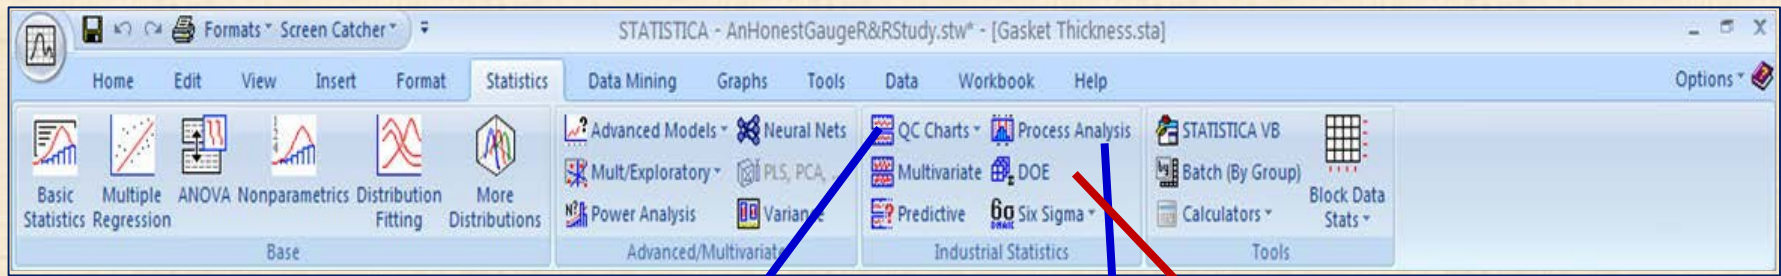 Formats Screen Catcher STATISTICA - AnHonestGaugeR&RStudy.stw* - [Gasket Thickness.sta]
Home Edit View Insert Format Statistics Data Mining Graphs Tools Data Workbook Help Options
Basic Statistics
Multiple Regression
ANOVA
Nonparametrics
Distribution Fitting
More Distributions
Base
Advanced Models Neural Nets
Mult/Exploratory PLS, PCA, ...
Power Analysis Variance
Advanced/Multivariate
QC Charts Process Analysis
Multivariate DOE
Predictive 6σ Six Sigma
Industrial Statistics
STATISTICA VB
Batch (By Group)
Calculators
Block Data Stats
Tools